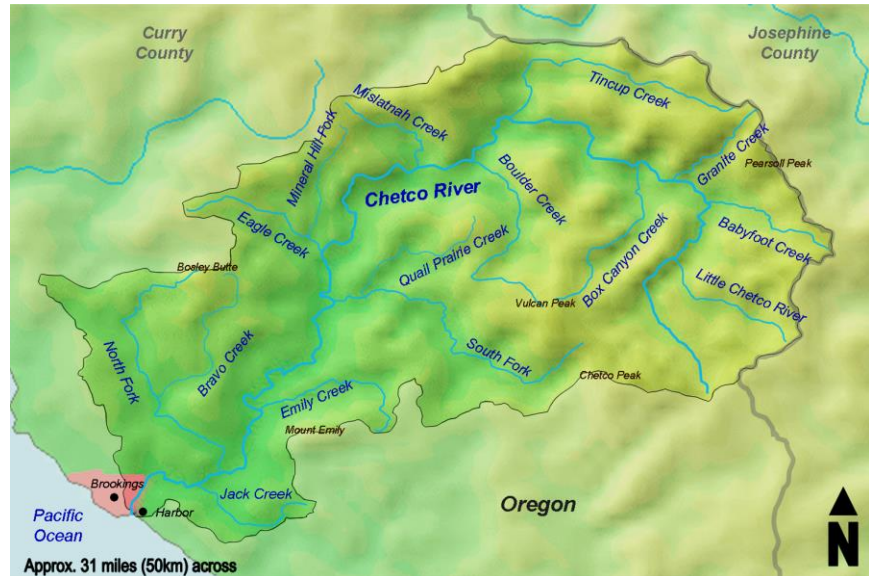 Curry
County
Josephine
County
Tincup Creek
Mislatnah Creek
Mineral Hill Fork
Granite Creek
Pearsoll Peak
Boulder Creek
Chetco River
Eagle Creek
Babyfoot Creek
Quail Prairie Creek
Box Canyon Creek
Bosley Butte
Little Chetco River
Vulcan Peak
North Fork
Bravo Creek
South Fork
Chetco Peak
Emily Creek
Mount Emily
Brookings
Jack Creek
Harbor
Oregon
Pacific
Ocean
N
Approx. 31 miles (50km) across